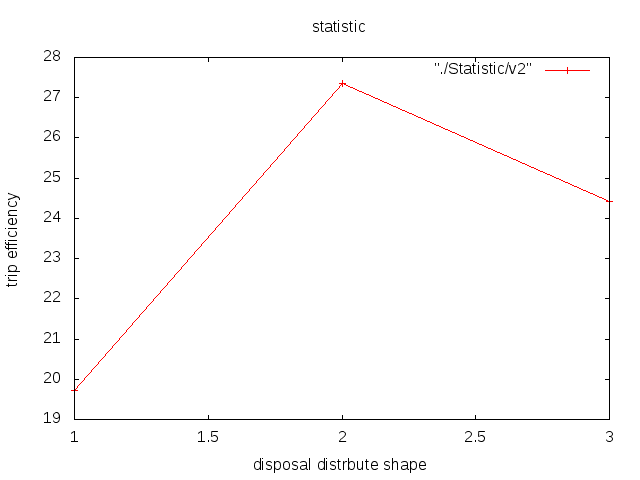 statistic
"./Statistic/v2"
28
27
26
25
24
23
22
21
20
19
trip efficiency
1 1.5 2 2.5 3
disposal distrbute shape